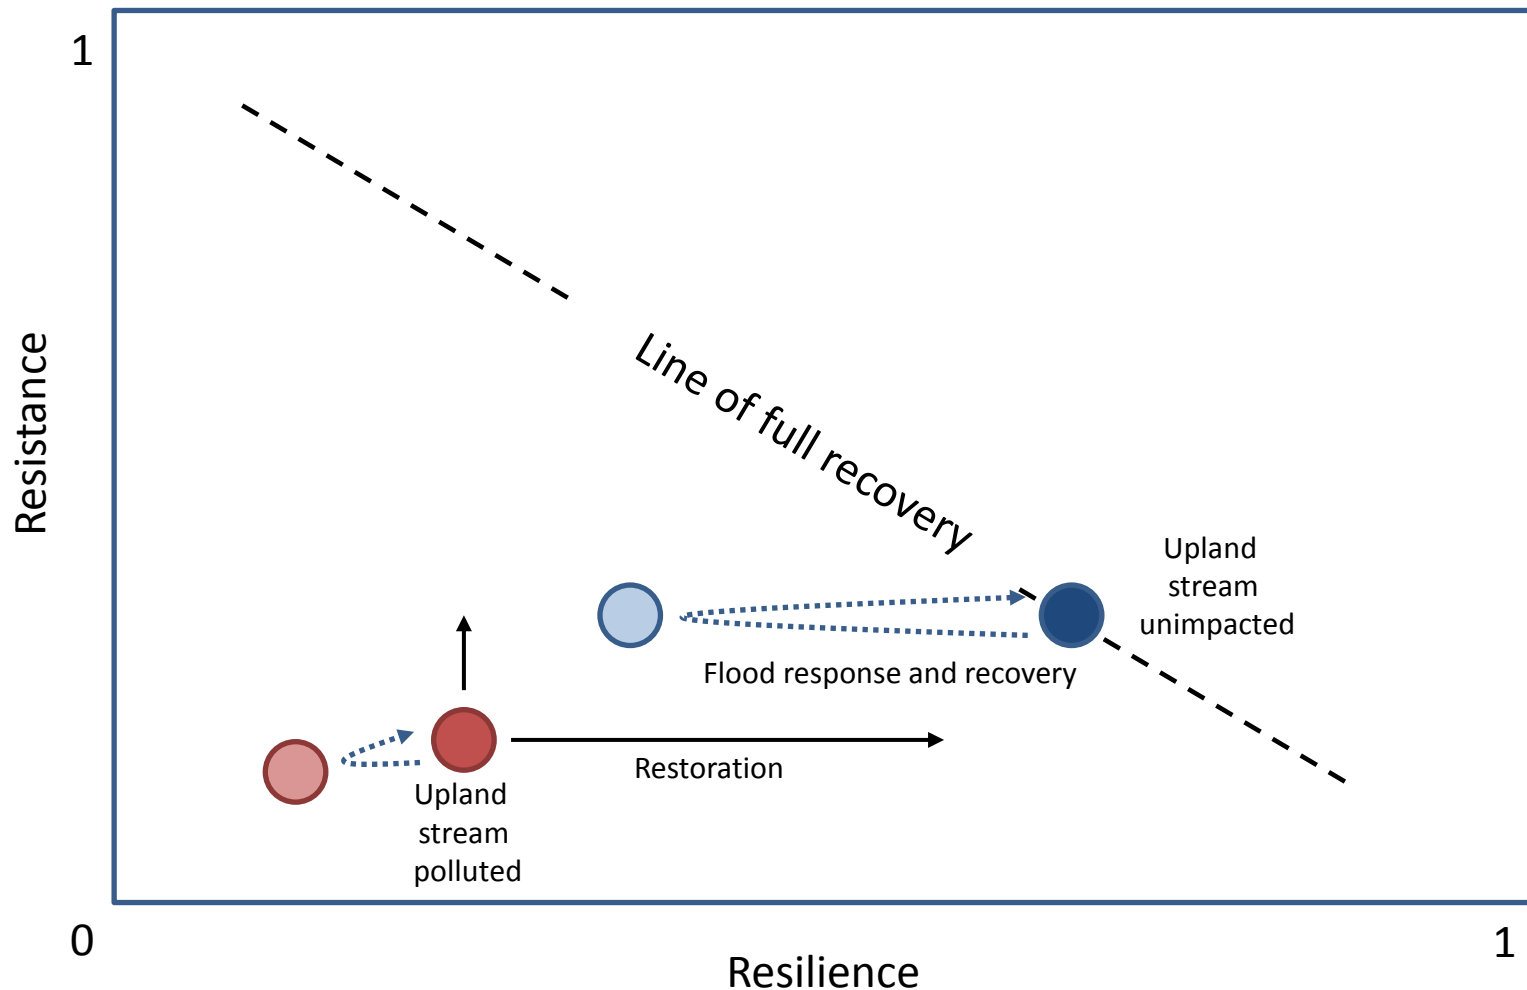 1
Resistance
Line of full recovery
Upland
stream
unimpacted
Flood response and recovery
Restoration
Upland
stream
polluted
0
1
Resilience